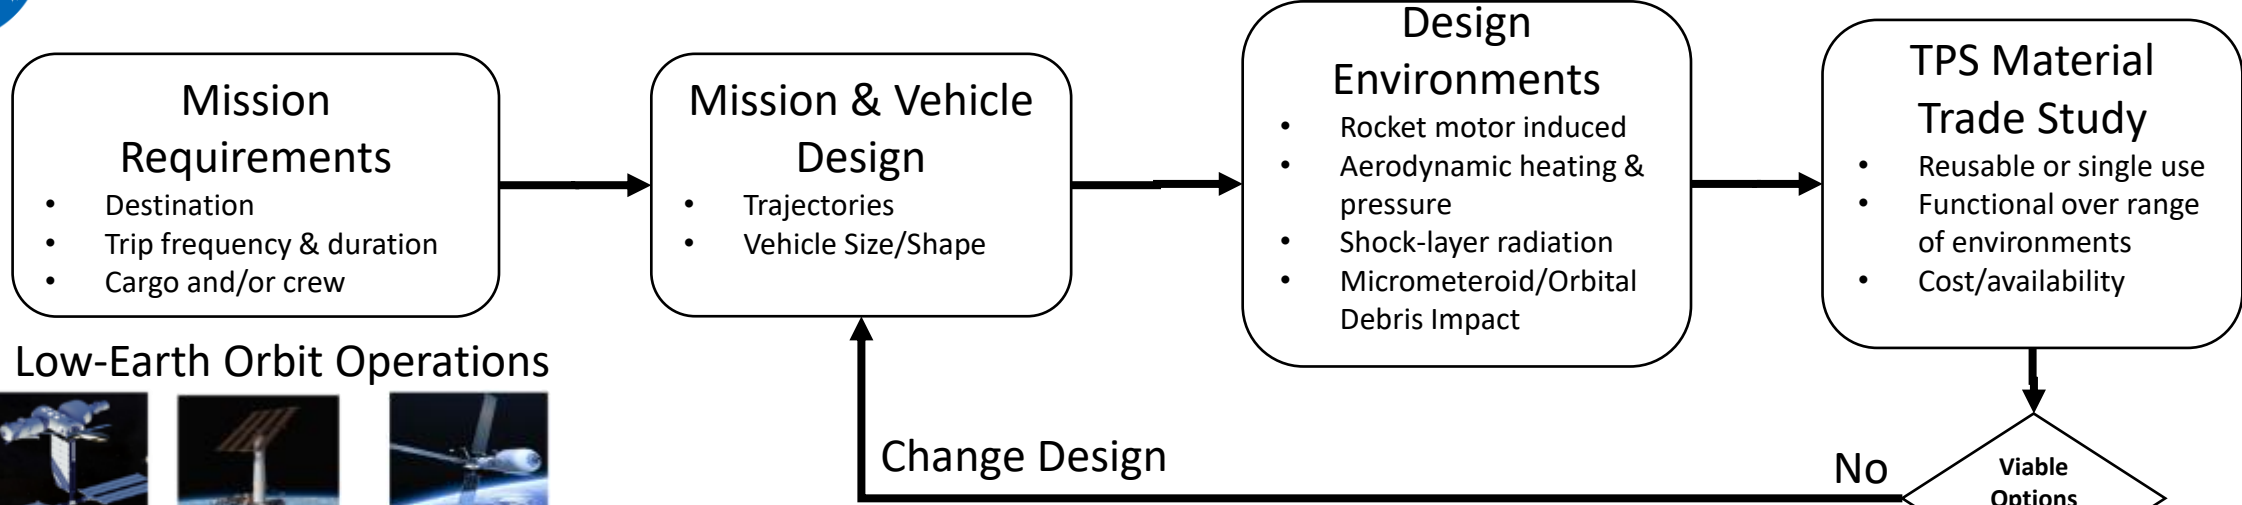 Mission
Requirements
• Destination
• Trip frequency & duration
• Cargo and/or crew
Mission & Vehicle
Design
• Trajectories
• Vehicle Size/Shape
Design
Environments
• Rocket motor induced
• Aerodynamic heating &
pressure
• Shock-layer radiation
• Micrometeroid/Orbital
Debris Impact
TPS Material
Trade Study
• Reusable or single use
• Functional over range
of environments
• Cost/availability
Low-Earth Orbit Operations
Change Design
No
Viable
Options